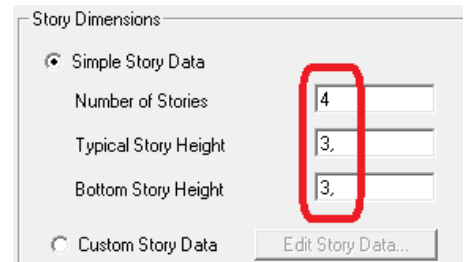 Story Dimensions
Simple Story Data
Number of Stories 4
Typical Story Height 3,
Bottom Story Height 3,
Custom Story Data Edit Story Data...